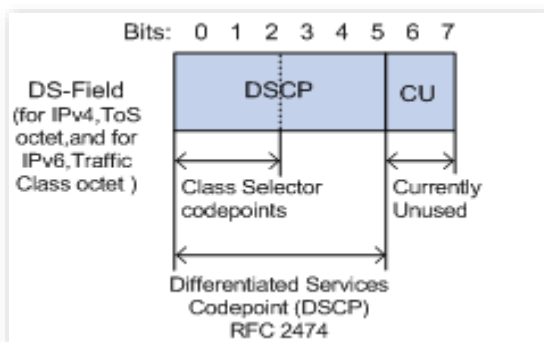 Bits: 0 1 2 3 4 5 6 7
DS-Field
(for IPv4,ToS
octet,and for
IPv6,Traffic
Class octet )
DSCP
CU
Class Selector
codepoints
Currently
Unused
Differentiated Services
Codepoint (DSCP)
RFC 2474